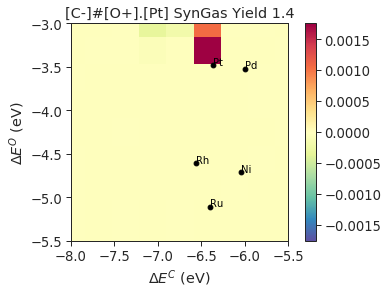 [C-]#[O+].[Pt] SynGas Yield 1.4
−3.0
−3.5
−4.0
−4.5
−5.0
−5.5
ΔE^O (eV)
Pt
Pd
Rh
Ni
Ru
−8.0 −7.5 −7.0 −6.5 −6.0 −5.5
ΔE^C (eV)
0.0015
0.0010
0.0005
0.0000
−0.0005
−0.0010
−0.0015